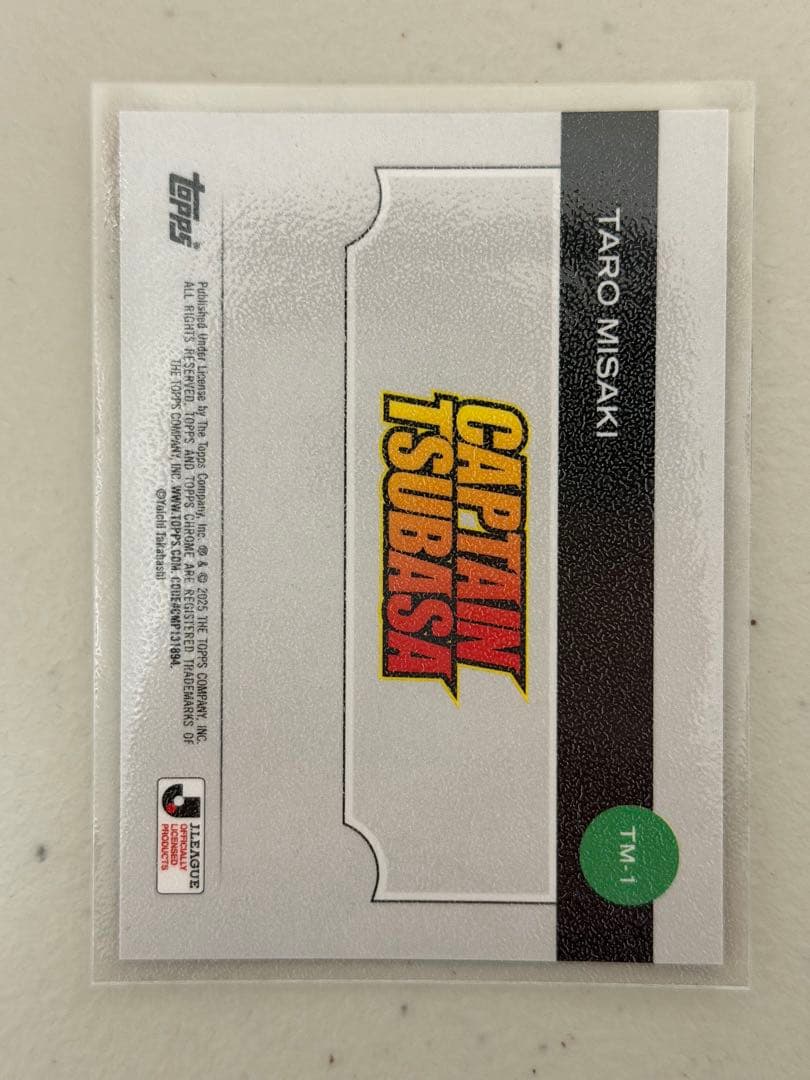 TARO MISAKI
TM-1
CAPTAIN
TSUBASA
topps®
Published Under License by The Topps Company, Inc. ® & © 2025 THE TOPPS COMPANY, INC.
ALL RIGHTS RESERVED. TOPPS AND TOPPS CHROME ARE REGISTERED TRADEMARKS OF
THE TOPPS COMPANY, INC. WWW.TOPPS.COM. CODE#CMP131894.
©Yoichi Takahashi
J.LEAGUE
OFFICIALLY
LICENSED
PRODUCTS